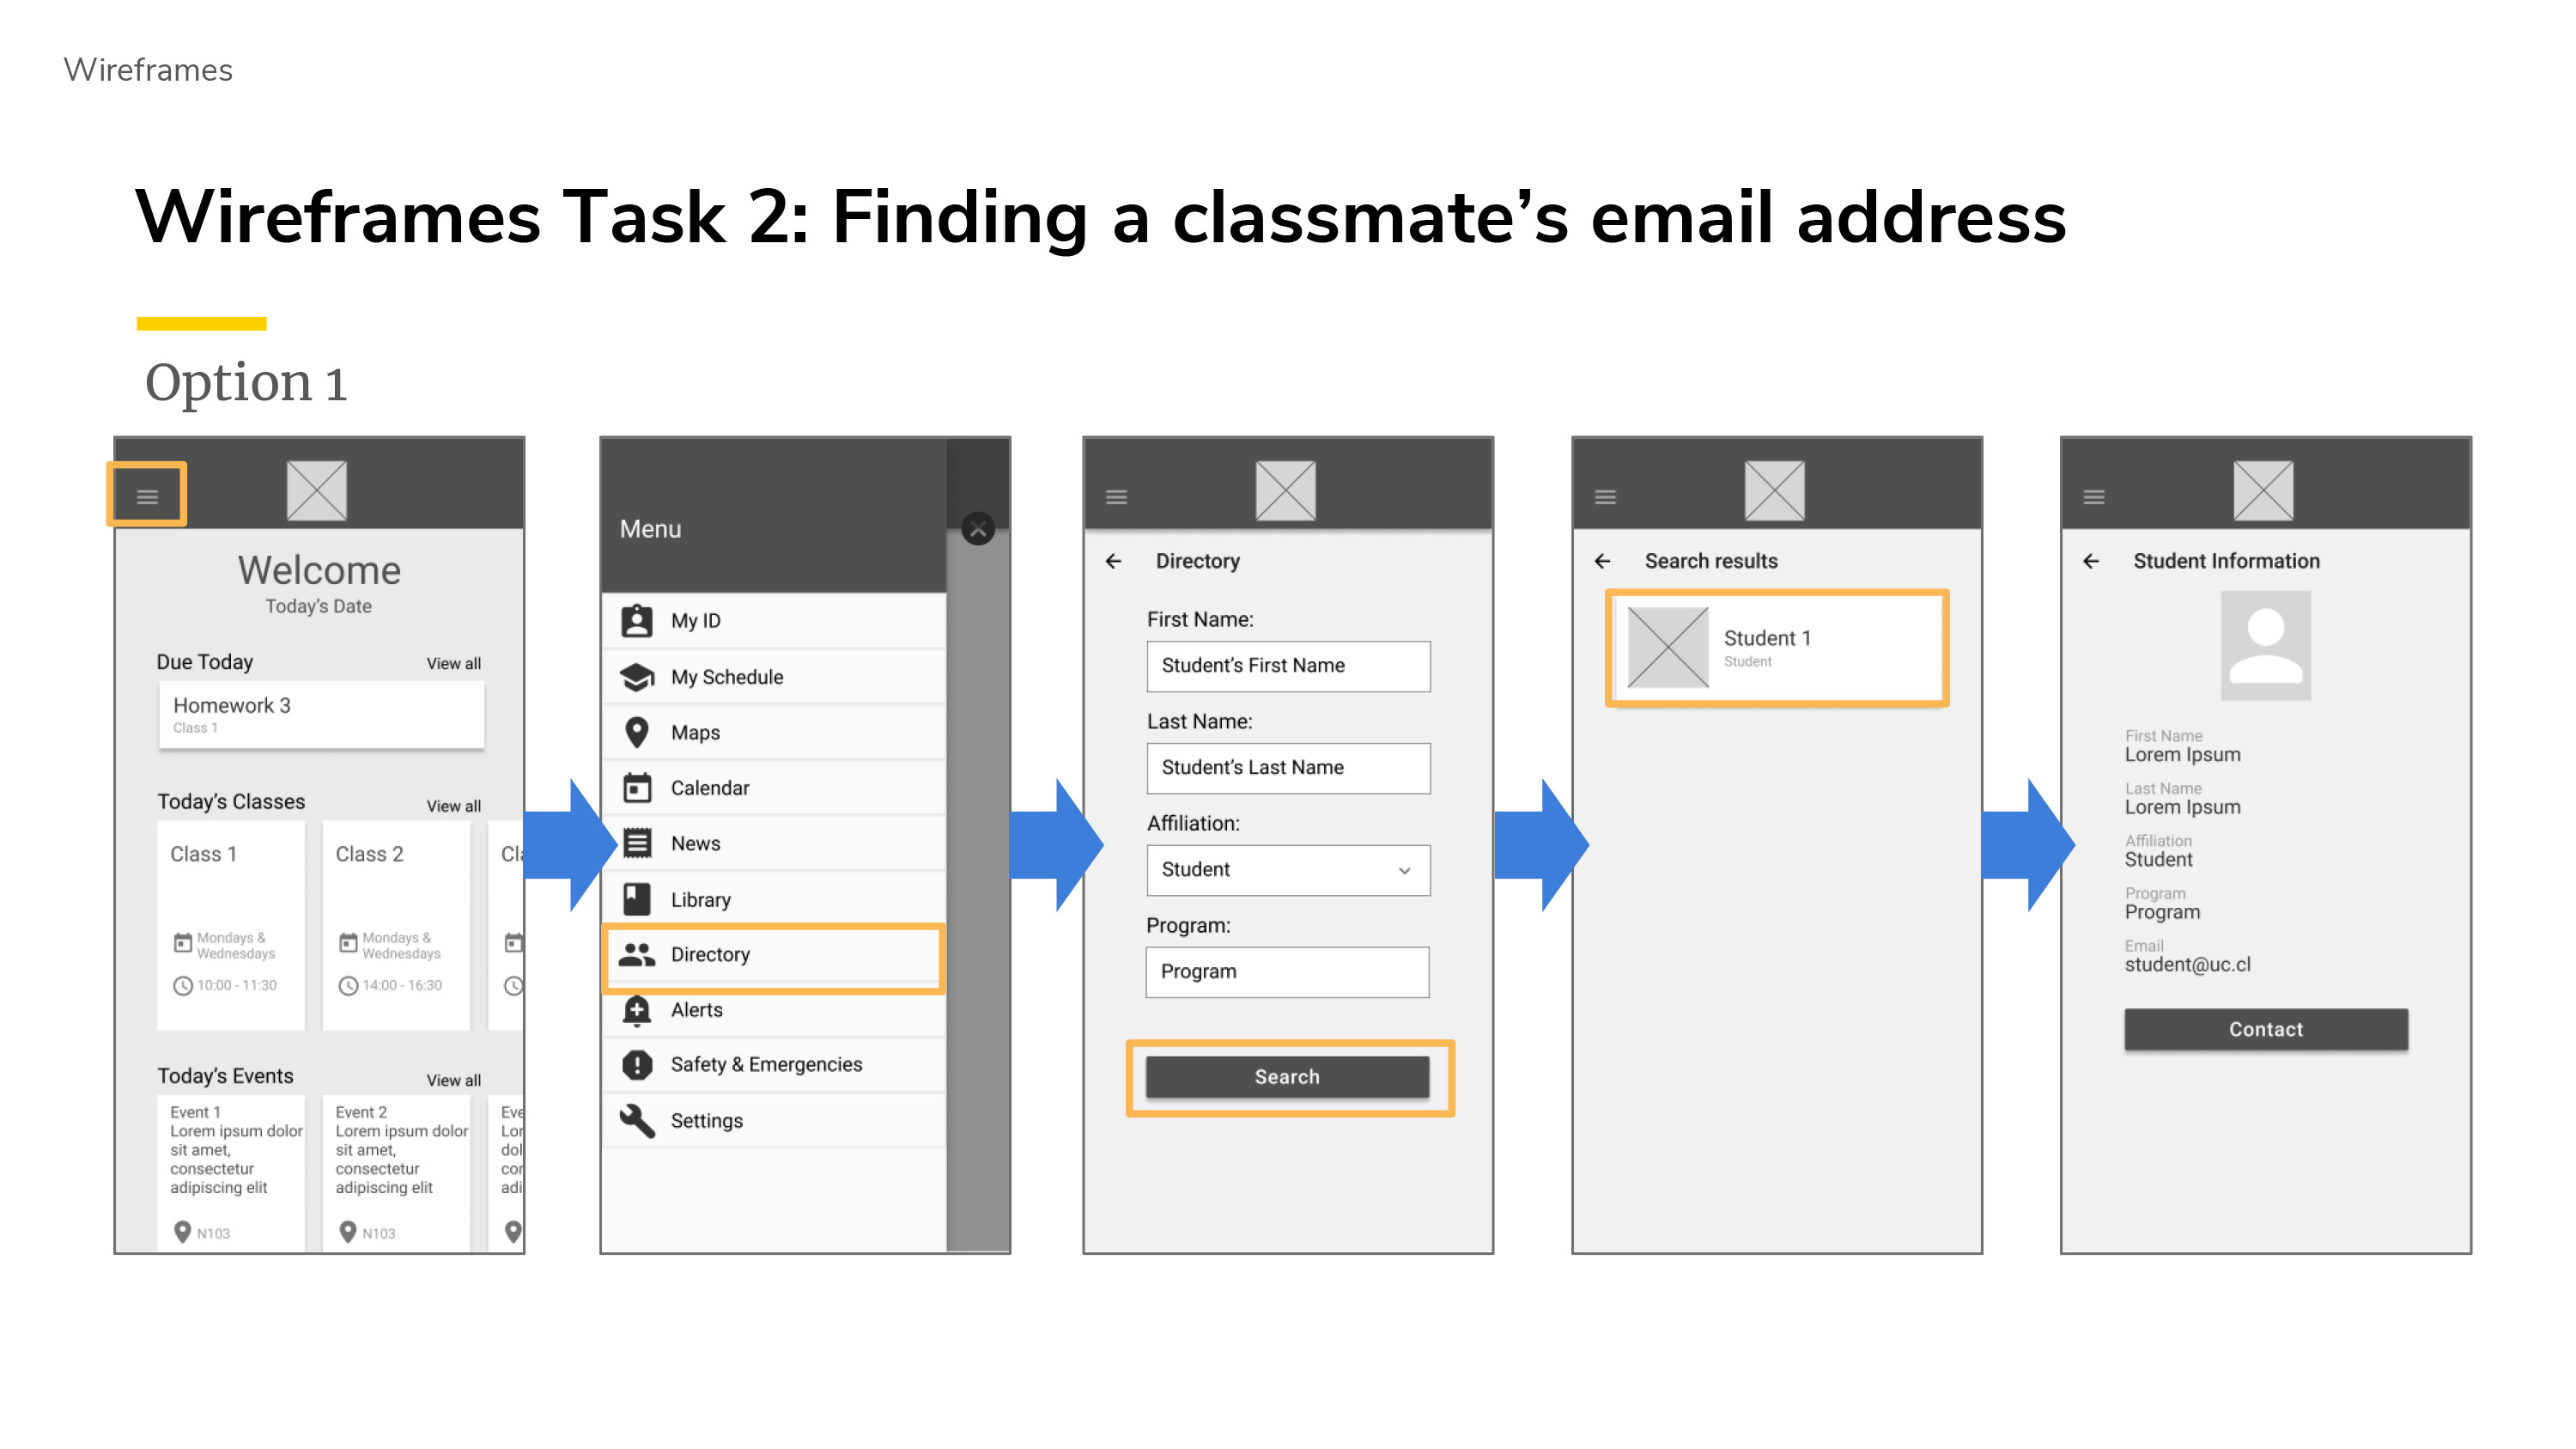 Wireframes
Wireframes Task 2: Finding a classmate’s email address
Option 1
Welcome
Today’s Date
Due Today
View all
Homework 3
Class 1
Today’s Classes
View all
Class 1
Mondays &
Wednesdays
10:00 - 11:30
Class 2
Mondays &
Wednesdays
14:00 - 16:30
Today’s Events
View all
Event 1
Lorem ipsum dolor
sit amet,
consectetur
adipiscing elit
N103
Event 2
Lorem ipsum dolor
sit amet,
consectetur
adipiscing elit
N103
Menu
My ID
My Schedule
Maps
Calendar
News
Library
Directory
Alerts
Safety & Emergencies
Settings
Directory
First Name:
Student’s First Name
Last Name:
Student’s Last Name
Affiliation:
Student
Program:
Program
Search
Search results
Student 1
Student
Student Information
First Name
Lorem Ipsum
Last Name
Lorem Ipsum
Affiliation
Student
Program
Program
Email
student@uc.cl
Contact